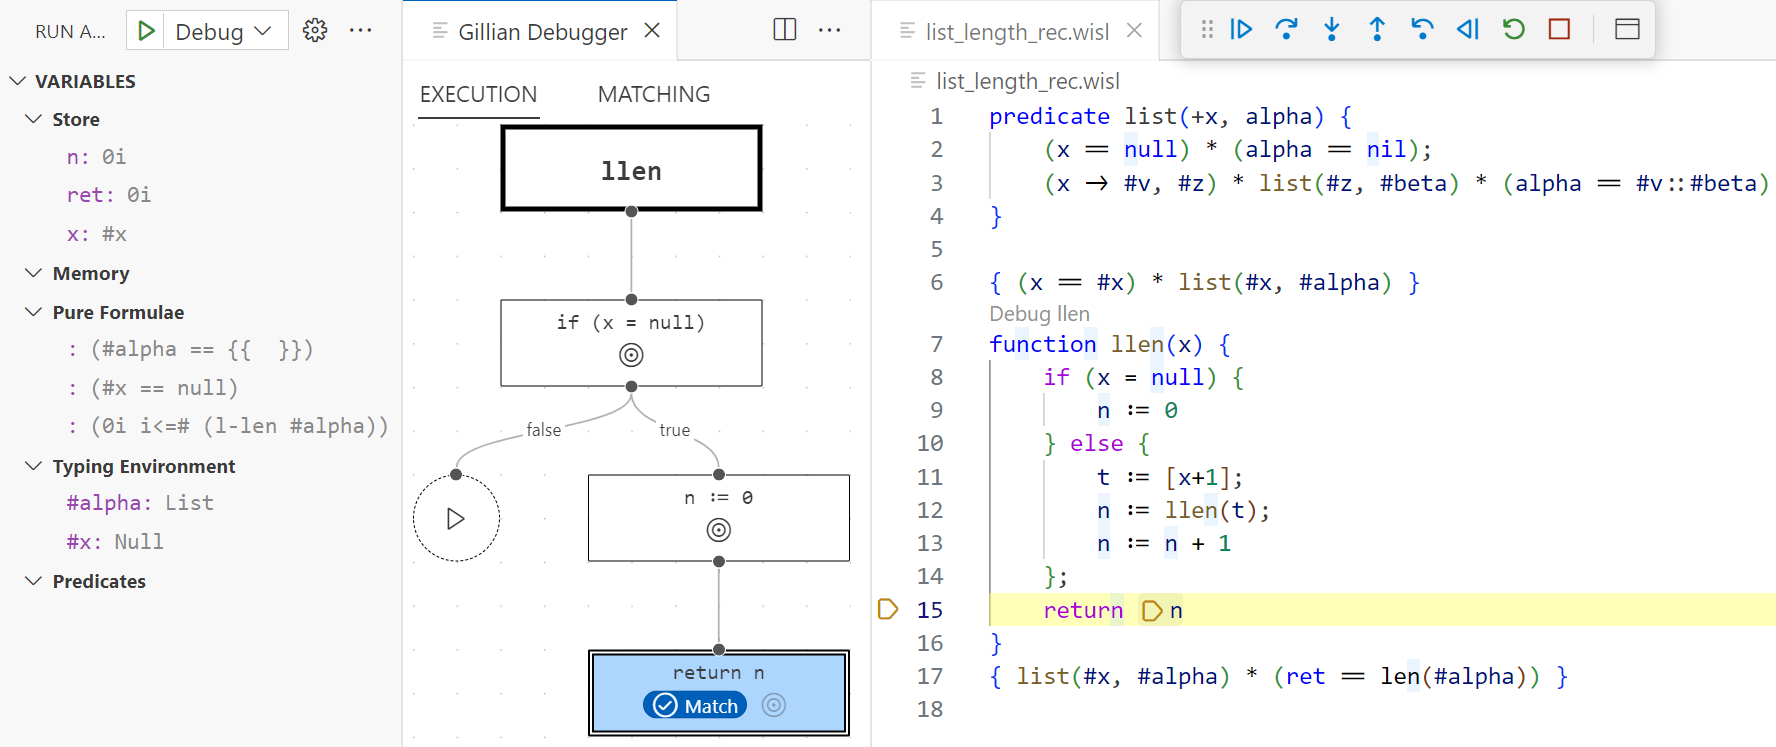 RUN A...
Debug
VARIABLES
Store
n: 0i
ret: 0i
x: #x
Memory
Pure Formulae
: (#alpha == {{  }})
: (#x == null)
: (0i i<=# (l-len #alpha))
Typing Environment
#alpha: List
#x: Null
Predicates
Gillian Debugger
EXECUTION MATCHING
llen
if (x = null)
false
true
n := 0
return n
Match
list_length_rec.wisl
list_length_rec.wisl
1 predicate list(+x, alpha) {
2 (x == null) * (alpha == nil);
3 (x -> #v, #z) * list(#z, #beta) * (alpha == #v::#beta)
4 }
5
6 { (x == #x) * list(#x, #alpha) }
Debug llen
7 function llen(x) {
8 if (x = null) {
9 n := 0
10 } else {
11 t := [x+1];
12 n := llen(t);
13 n := n + 1
14 };
15 return n
16 }
17 { list(#x, #alpha) * (ret == len(#alpha)) }
18